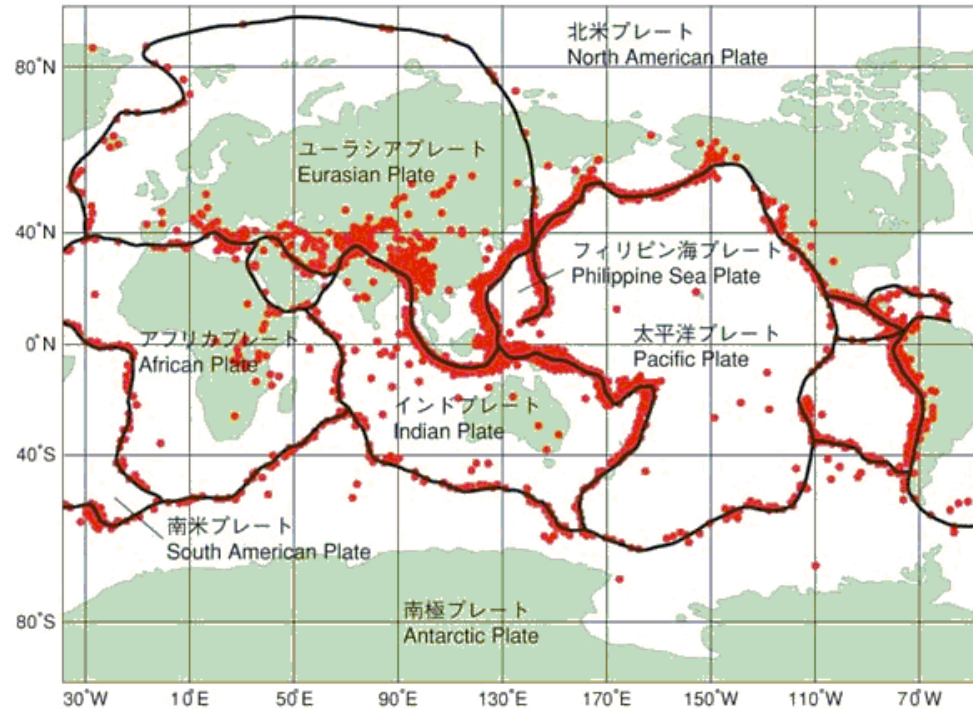 北米プレート
North American Plate
80°N
ユーラシアプレート
Eurasian Plate
40°N
フィリピン海プレート
Philippine Sea Plate
アフリカプレート
African Plate
太平洋プレート
Pacific Plate
0°N
インドプレート
Indian Plate
40°S
南米プレート
South American Plate
南極プレート
Antarctic Plate
80°S
30°W 10°E 50°E 90°E 130°E 170°E 150°W 110°W 70°W